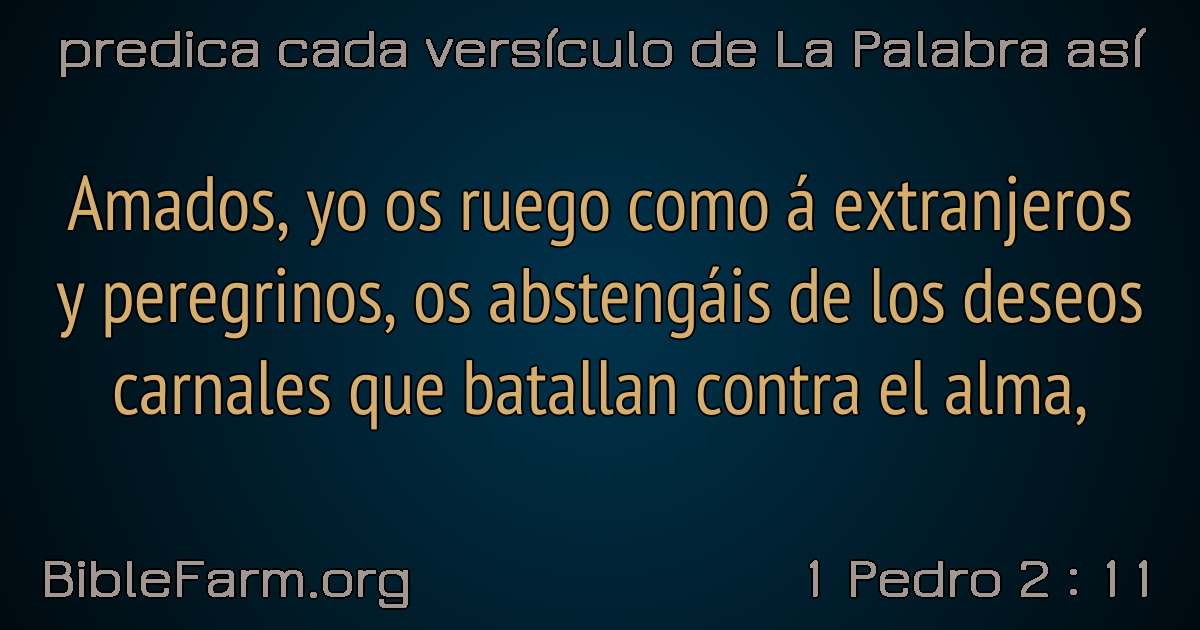 predica cada versículo de La Palabra así
Amados, yo os ruego como á extranjeros
y peregrinos, os abstengáis de los deseos
carnales que batallan contra el alma,
BibleFarm.org
1 Pedro 2 : 11